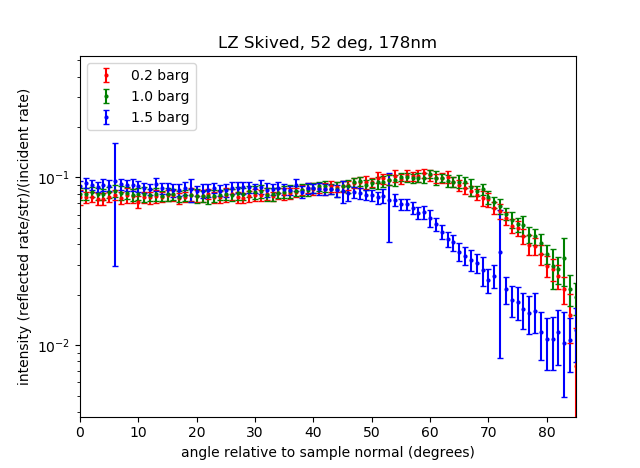 LZ Skived, 52 deg, 178nm
0.2 barg
1.0 barg
1.5 barg
intensity (reflected rate/str)/(incident rate)
10⁻¹
10⁻²
0 10 20 30 40 50 60 70 80
angle relative to sample normal (degrees)